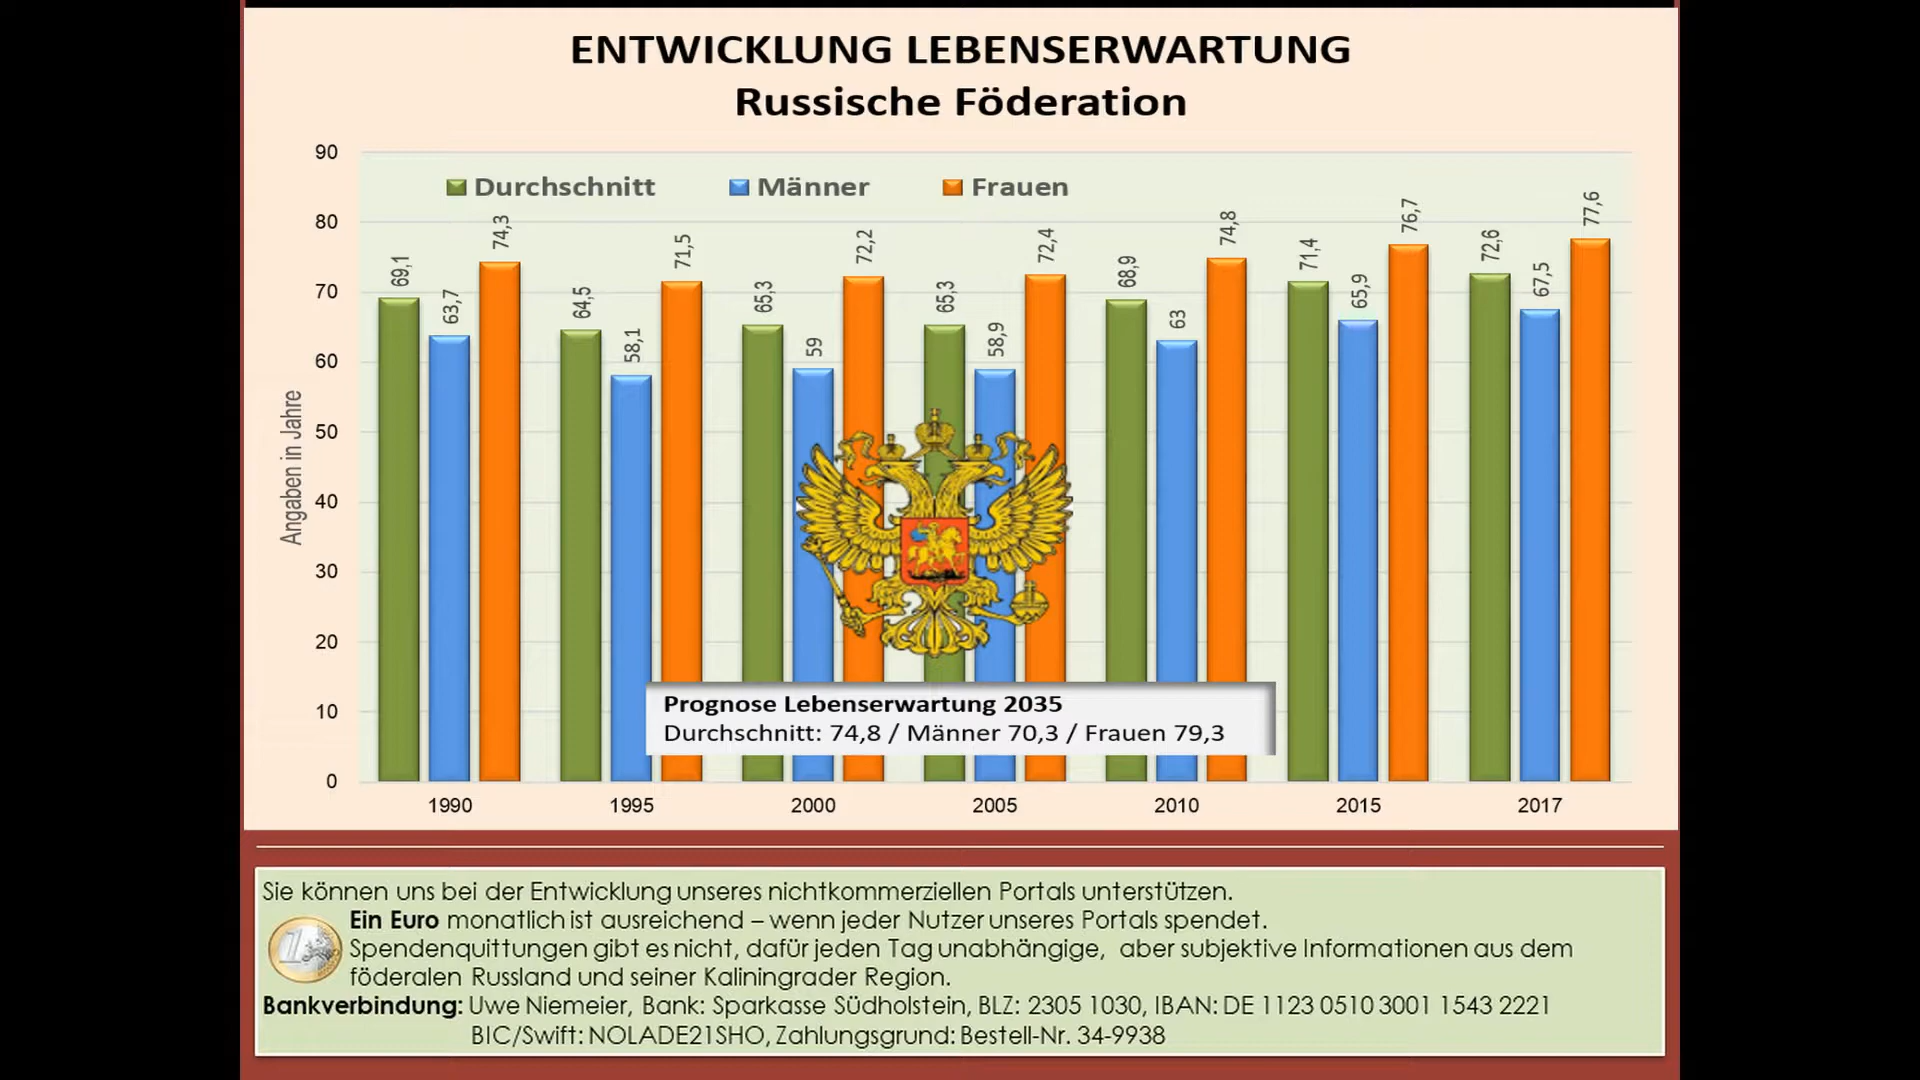 ENTWICKLUNG LEBENSERWARTUNG
Russische Föderation
Durchschnitt Männer Frauen
Angaben in Jahre
90
80
70
60
50
40
30
20
10
0
69,1 63,7 74,3
64,5 58,1 71,5
65,3 59 72,2
65,3 58,9 72,4
68,9 63 74,8
71,4 65,9 76,7
72,6 67,5 77,6
Prognose Lebenserwartung 2035
Durchschnitt: 74,8 / Männer 70,3 / Frauen 79,3
1990 1995 2000 2005 2010 2015 2017
Sie können uns bei der Entwicklung unseres nichtkommerziellen Portals unterstützen.
Ein Euro monatlich ist ausreichend – wenn jeder Nutzer unseres Portals spendet.
Spendenquittungen gibt es nicht, dafür jeden Tag unabhängige, aber subjektive Informationen aus dem
föderalen Russland und seiner Kaliningrader Region.
Bankverbindung: Uwe Niemeier, Bank: Sparkasse Südholstein, BLZ: 2305 1030, IBAN: DE 1123 0510 3001 1543 2221
BIC/Swift: NOLADE21SHO, Zahlungsgrund: Bestell-Nr. 34-9938